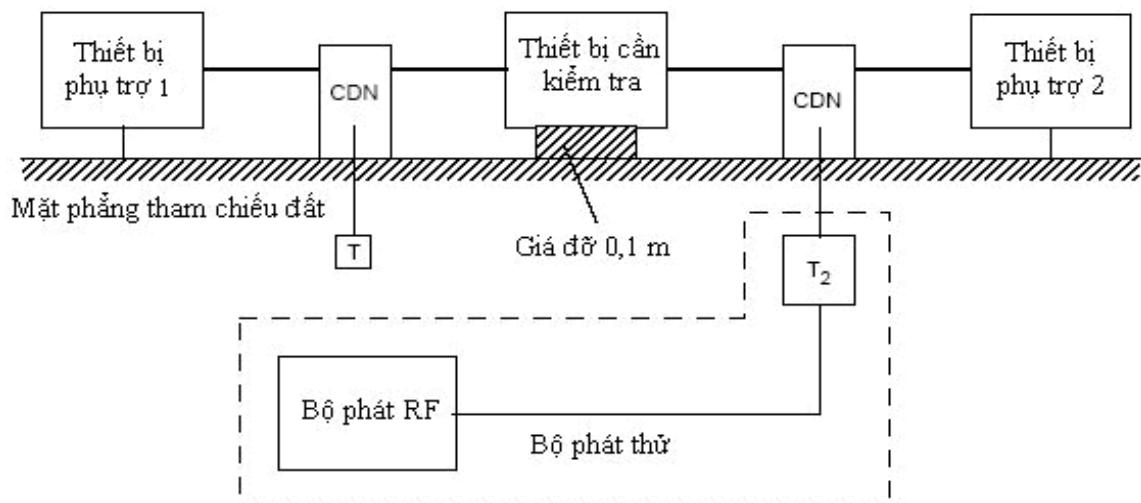 Thiết bị
phụ trợ 1
CDN
Thiết bị cần
kiểm tra
CDN
Thiết bị
phụ trợ 2
Mặt phẳng tham chiếu đất
T
Giá đỡ 0,1 m
T₂
Bộ phát RF
Bộ phát thử